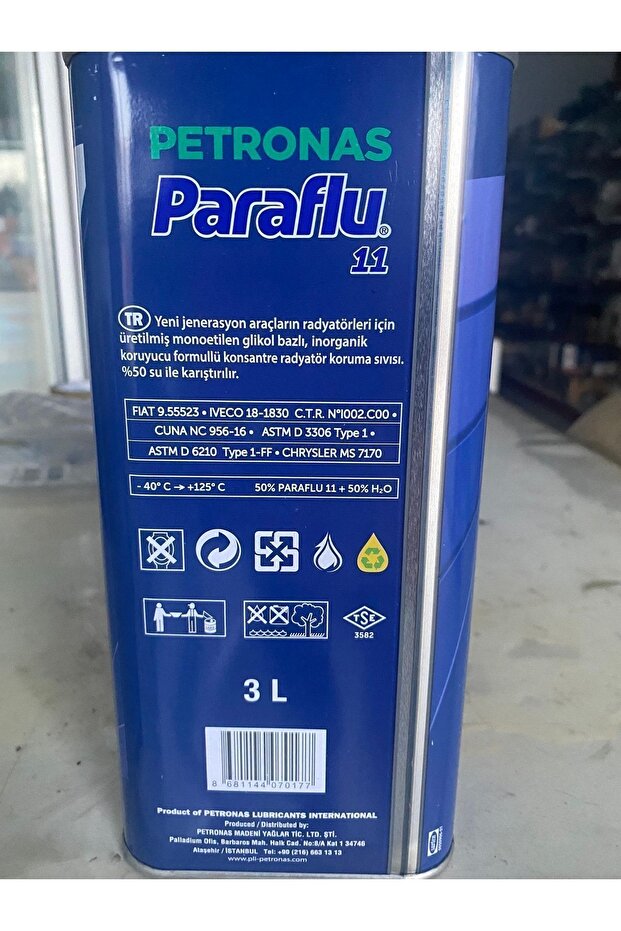 PETRONAS
Paraflu®
11
TR Yeni jenerasyon araçların radyatörleri için
üretilmiş monoetilen glikol bazlı, inorganik
koruyucu formullü konsantre radyatör koruma sıvısı.
%50 su ile karıştırılır.
FIAT 9.55523 • IVECO 18-1830 C.T.R. N°I002.C00 •
CUNA NC 956-16 • ASTM D 3306 Type 1 •
ASTM D 6210 Type 1-FF • CHRYSLER MS 7170
- 40° C → +125° C 50% PARAFLU 11 + 50% H₂O
TSE
3582
3 L
8 681144 070177
Product of PETRONAS LUBRICANTS INTERNATIONAL
Produced / Distributed by:
PETRONAS MADENİ YAĞLAR TİC. LTD. ŞTİ.
Palladium Ofis, Barbaros Mah. Halk Cad. No:8/A Kat 1 34746
Ataşehir / İSTANBUL Tel: +90 (216) 663 13 13
www.pli-petronas.com